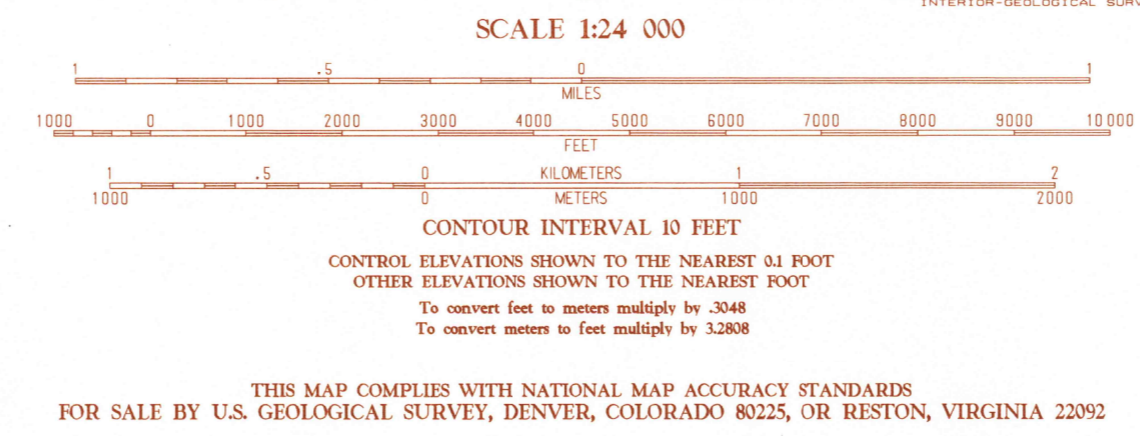 INTERIOR-GEOLOGICAL SURV
SCALE 1:24 000
1 .5 0 1
MILES
1000 0 1000 2000 3000 4000 5000 6000 7000 8000 9000 10000
FEET
1 .5 0 KILOMETERS 1 2
1000 0 METERS 1000 2000
CONTOUR INTERVAL 10 FEET
CONTROL ELEVATIONS SHOWN TO THE NEAREST 0.1 FOOT
OTHER ELEVATIONS SHOWN TO THE NEAREST FOOT
To convert feet to meters multiply by .3048
To convert meters to feet multiply by 3.2808
THIS MAP COMPLIES WITH NATIONAL MAP ACCURACY STANDARDS
FOR SALE BY U.S. GEOLOGICAL SURVEY, DENVER, COLORADO 80225, OR RESTON, VIRGINIA 22092